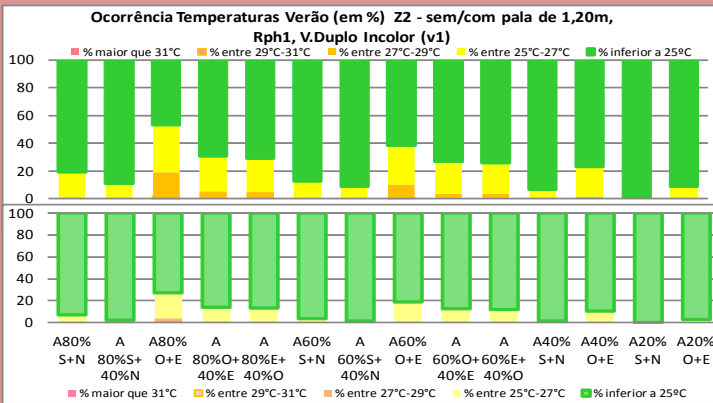 Ocorrência Temperaturas Verão (em %) Z2 - sem/com pala de 1,20m,
Rph1, V.Duplo Incolor (v1)
% maior que 31°C % entre 29°C-31°C % entre 27°C-29°C % entre 25°C-27°C % inferior a 25ºC
100
80
60
40
20
0
100
80
60
40
20
0
A80% A A80% A A A60% A A60% A A A40% A40% A20% A20%
S+N 80%S+ O+E 80%O+ 80%E+ S+N 60%S+ O+E 60%O+ 60%E+ S+N O+E S+N O+E
40%N 40%E 40%O 40%N 40%E 40%O
% maior que 31°C % entre 29°C-31°C % entre 27°C-29°C % entre 25°C-27°C % inferior a 25ºC